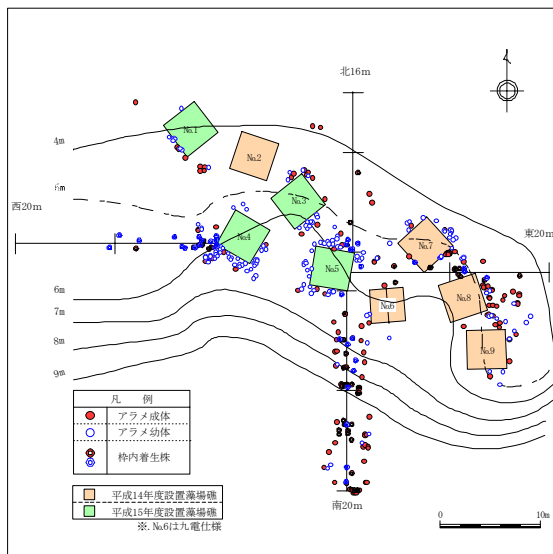 北16m
No.1
4m
No.2
5m
No.3
西20m
No.4
No.7
東20m
No.5
6m
No.8
No.6
7m
8m
No.9
9m
凡 例
アラメ成体
アラメ幼体
枠内着生株
平成14年度設置藻場礁
平成15年度設置藻場礁
※. No.6は九電仕様
南20m
0 10m